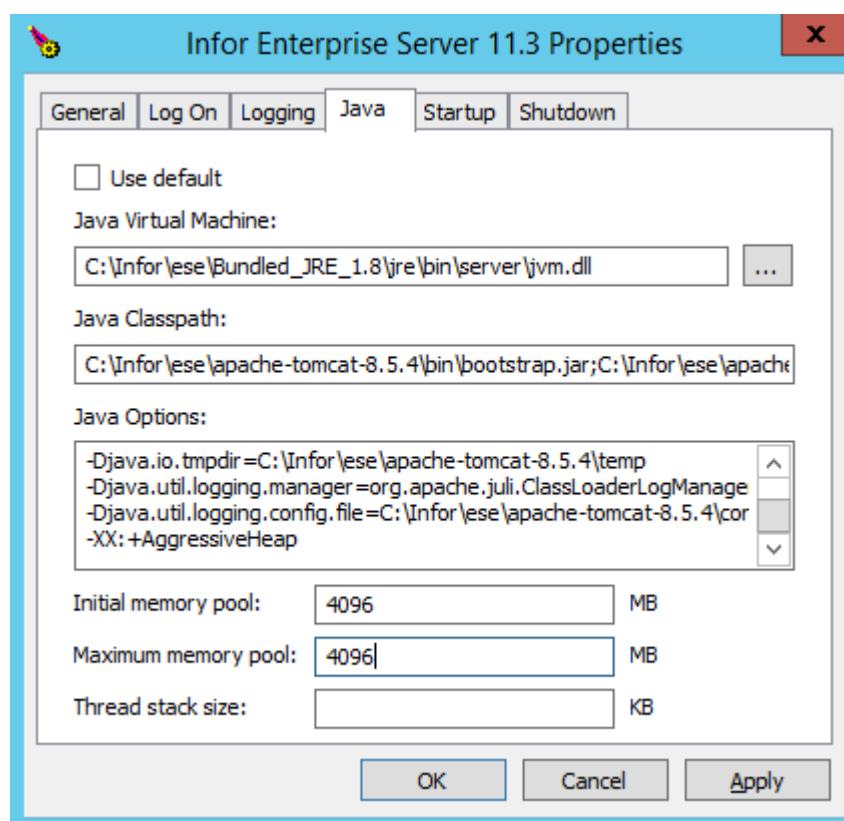 Infor Enterprise Server 11.3 Properties
x
General Log On Logging Java Startup Shutdown
Use default
Java Virtual Machine:
C:\Infor\ese\Bundled_JRE_1.8\jre\bin\server\jvm.dll ...
Java Classpath:
C:\Infor\ese\apache-tomcat-8.5.4\bin\bootstrap.jar;C:\Infor\ese\apache
Java Options:
-Djava.io.tmpdir=C:\Infor\ese\apache-tomcat-8.5.4\temp
-Djava.util.logging.manager=org.apache.juli.ClassLoaderLogManage
-Djava.util.logging.config.file=C:\Infor\ese\apache-tomcat-8.5.4\cor
-XX:+AggressiveHeap
Initial memory pool: 4096 MB
Maximum memory pool: 4096 MB
Thread stack size: KB
OK Cancel Apply